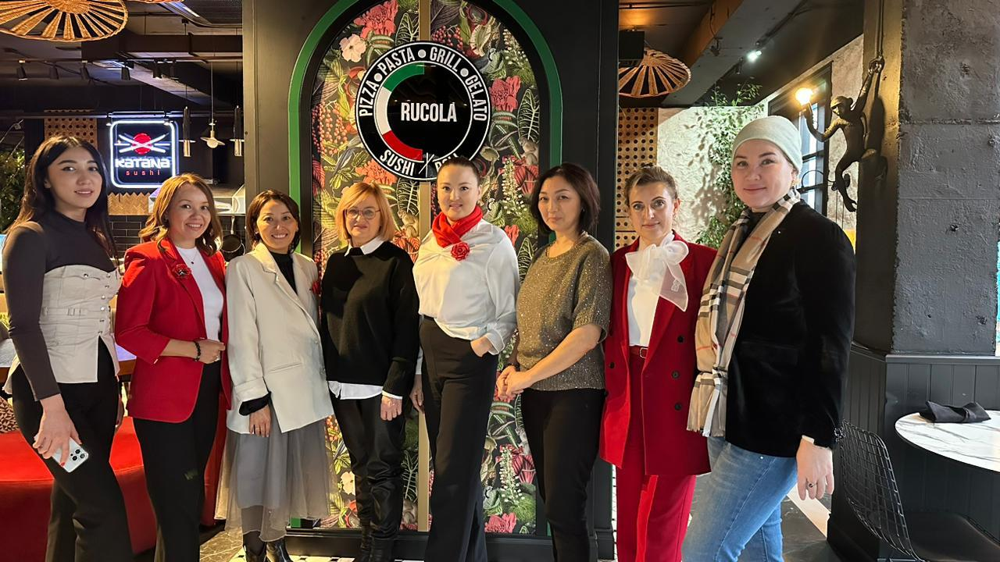 PIZZA • PASTA • GRILL • GELATO
RUCOLA
SUSHI
KATANA
sushi